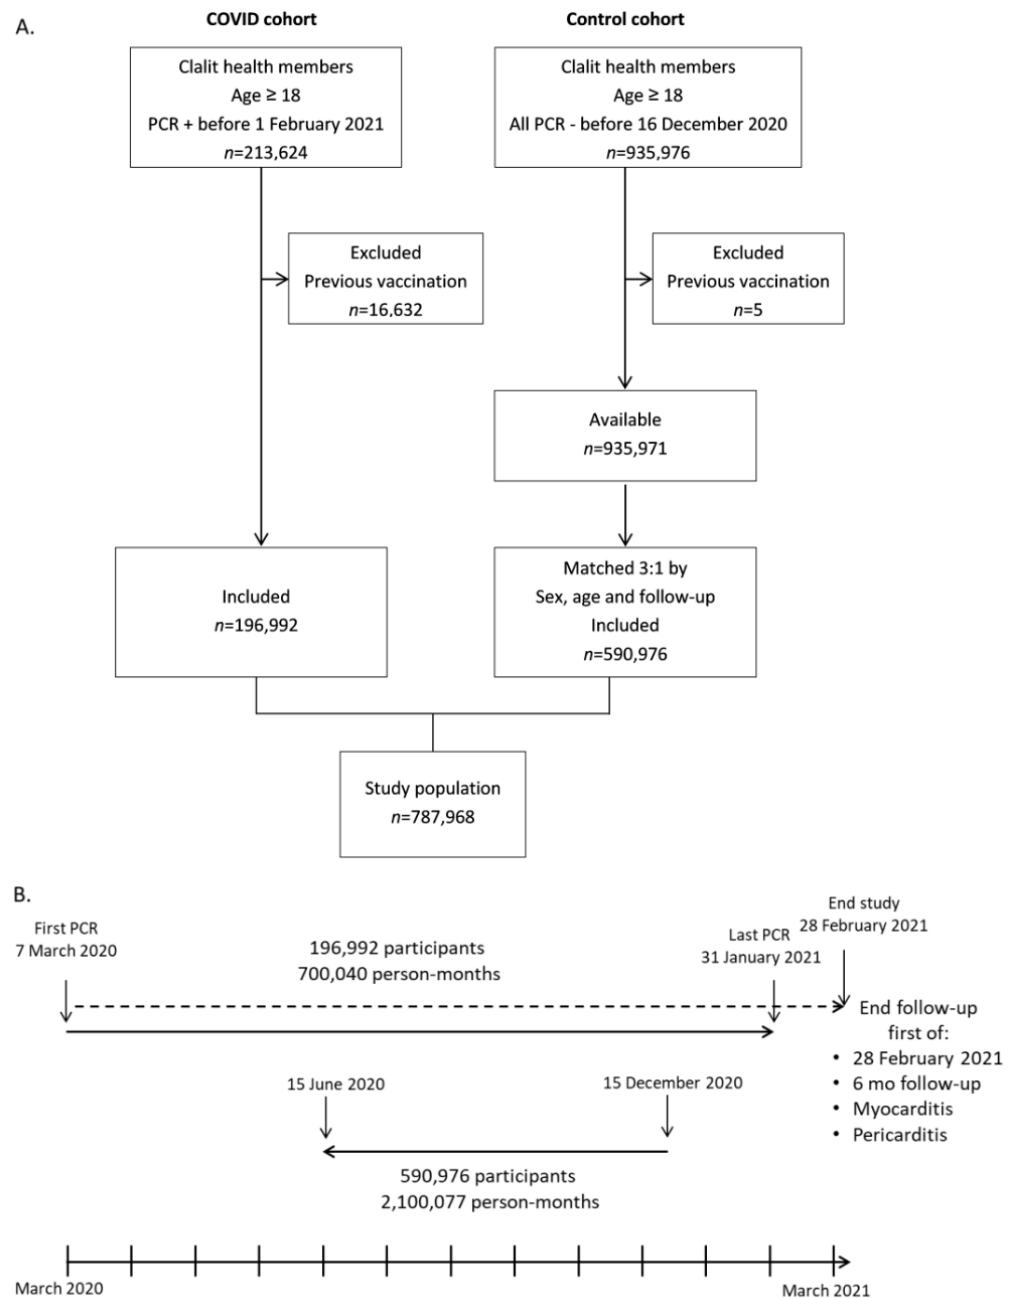 A.
COVID cohort
Control cohort
Clalit health members
Age ≥ 18
PCR + before 1 February 2021
n=213,624
Clalit health members
Age ≥ 18
All PCR - before 16 December 2020
n=935,976
Excluded
Previous vaccination
n=16,632
Excluded
Previous vaccination
n=5
Available
n=935,971
Included
n=196,992
Matched 3:1 by
Sex, age and follow-up
Included
n=590,976
Study population
n=787,968
B.
First PCR
7 March 2020
196,992 participants
700,040 person-months
Last PCR
31 January 2021
End study
28 February 2021
End follow-up
first of:
• 28 February 2021
• 6 mo follow-up
• Myocarditis
• Pericarditis
15 June 2020
15 December 2020
590,976 participants
2,100,077 person-months
March 2020
March 2021